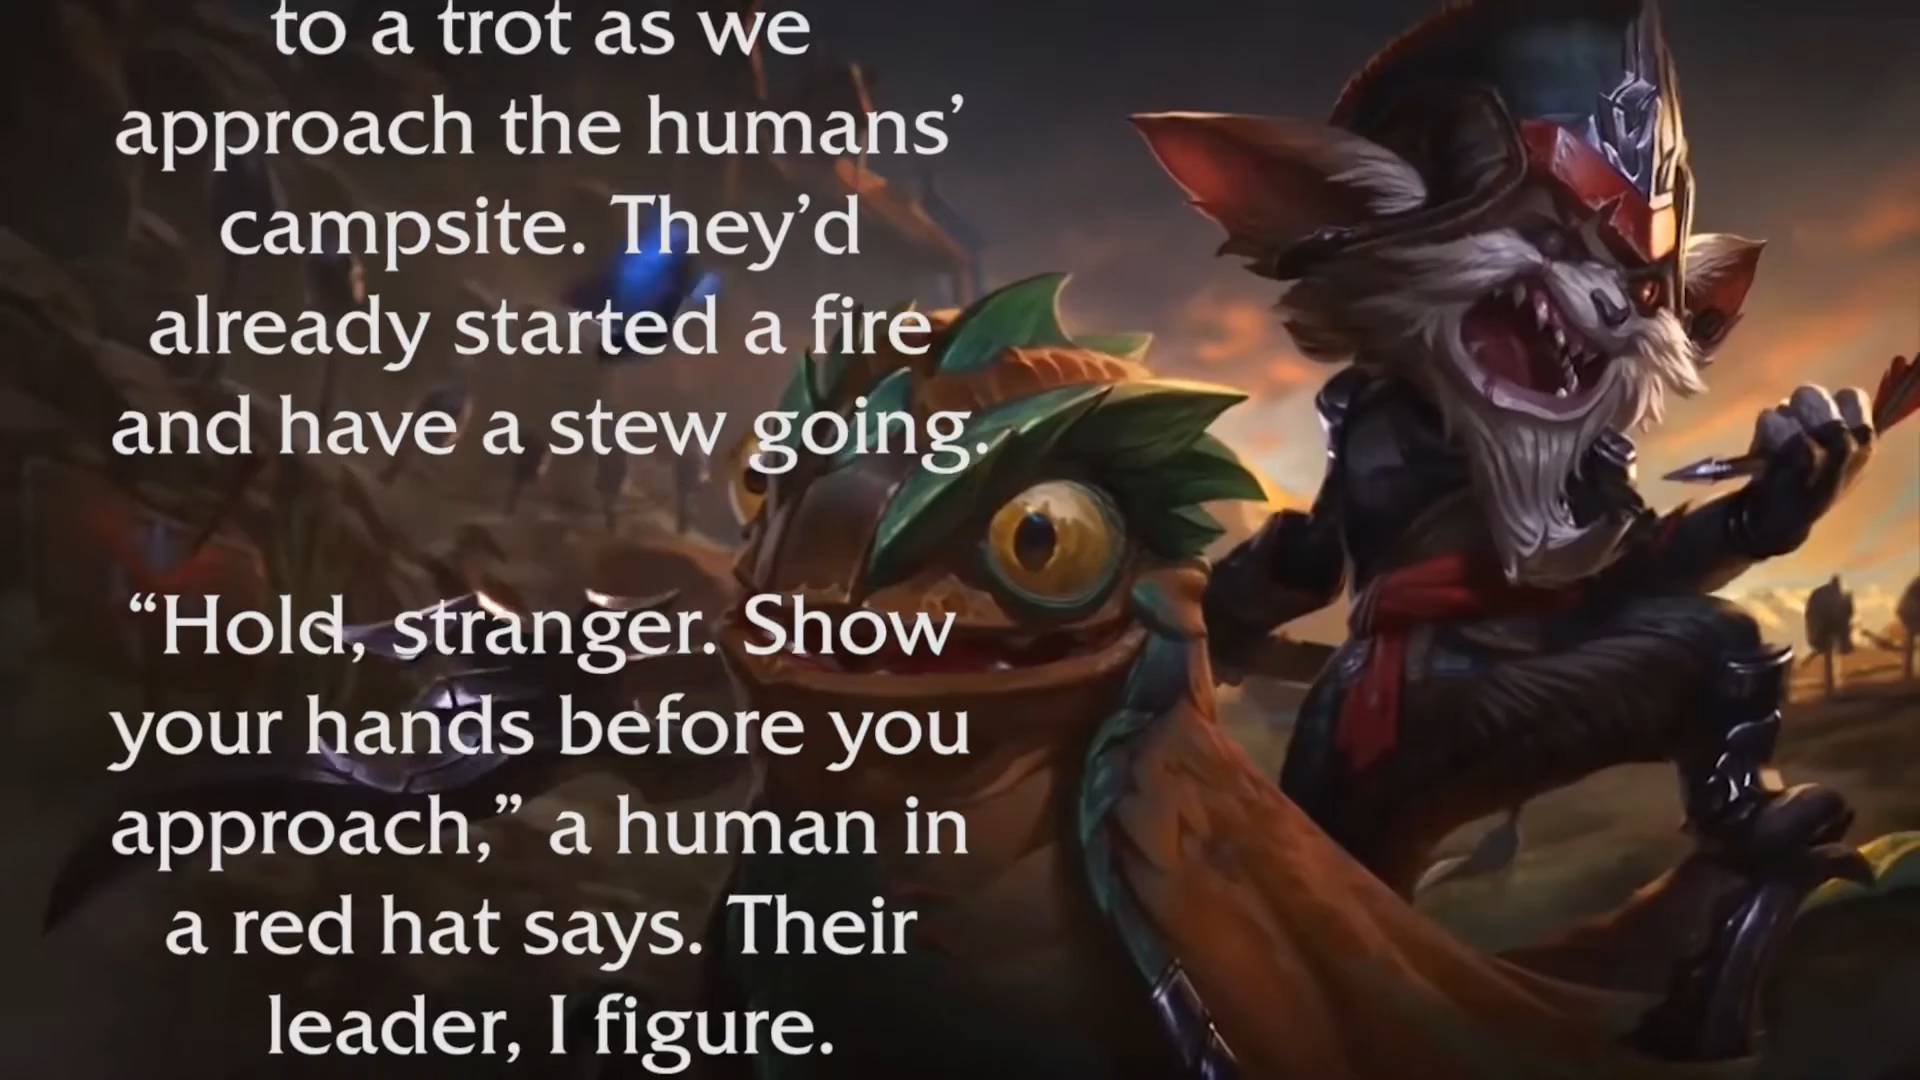 to a trot as we
approach the humans’
campsite. They’d
already started a fire
and have a stew going.
“Hold, stranger. Show
your hands before you
approach,” a human in
a red hat says. Their
leader, I figure.